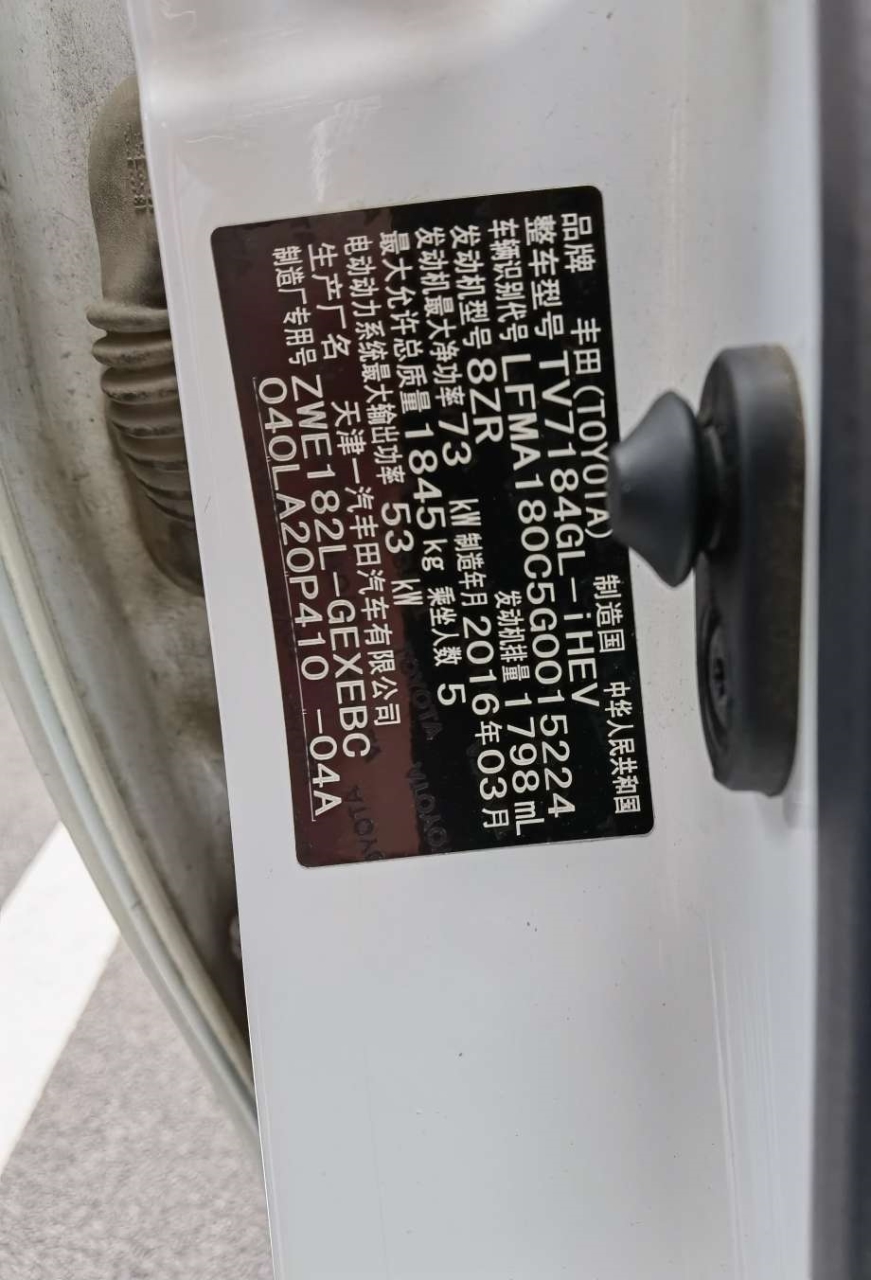 品牌 丰田(TOYOTA) 制造国 中华人民共和国
整车型号 TV7184GL-iHEV
车辆识别代号 LFMA180C5G0015224
发动机型号 8ZR 发动机排量 1798mL
发动机最大净功率 73 kW 制造年月 2016年03月
最大允许总质量 1845kg 乘坐人数 5
电动动力系统最大输出功率 53 kW
生产厂名 天津一汽丰田汽车有限公司
制造厂专用号 ZWE182L-GEXEBC
040LA20P410 -04A